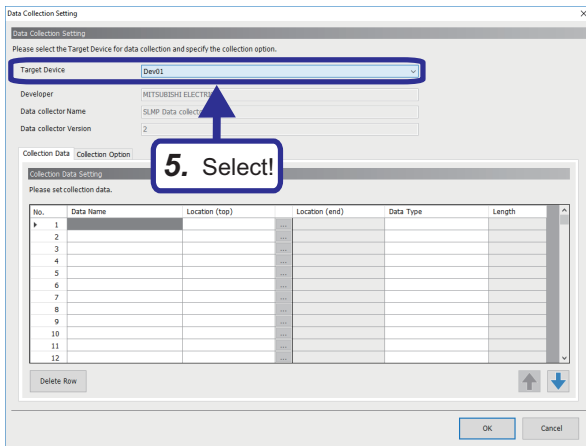 Data Collection Setting
Data Collection Setting
Please select the Target Device for data collection and specify the collection option.
Target Device Dev01
Developer MITSUBISHI ELECTRI
Data collector Name SLMP Data collect
Data collector Version 2
5. Select!
Collection Data Collection Option
Collection Data Setting
Please set collection data.
No. Data Name Location (top) Location (end) Data Type Length
1 ...
2 ...
3 ...
4 ...
5 ...
6 ...
7 ...
8 ...
9 ...
10 ...
11 ...
12 ...
Delete Row
OK Cancel